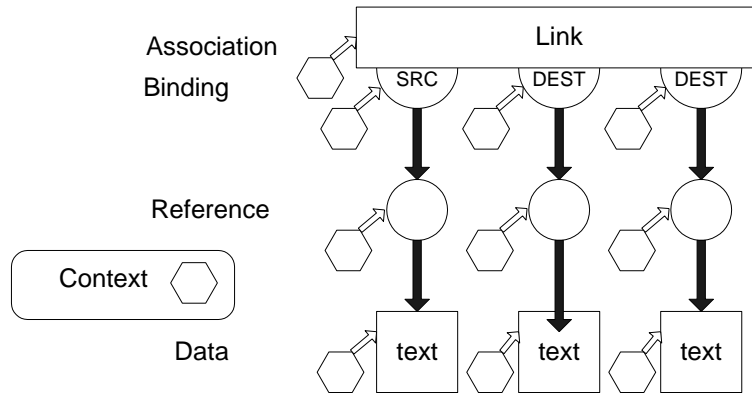 Association
Link
Binding
SRC
DEST
DEST
Reference
Context
Data
text
text
text